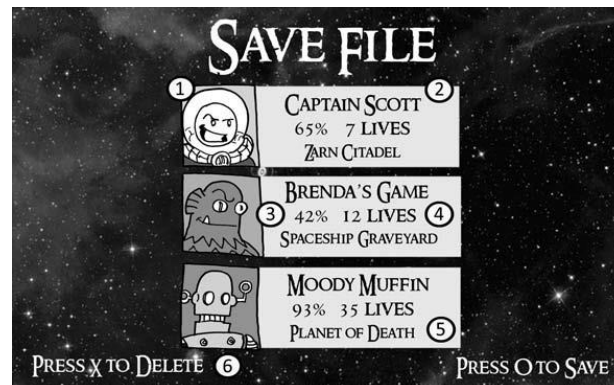 SAVE FILE
1
2
CAPTAIN SCOTT
65% 7 LIVES
ZARN CITADEL
BRENDA'S GAME
3 42% 12 LIVES 4
SPACESHIP GRAVEYARD
MOODY MUFFIN
93% 35 LIVES
PLANET OF DEATH 5
PRESS X TO DELETE 6
PRESS O TO SAVE